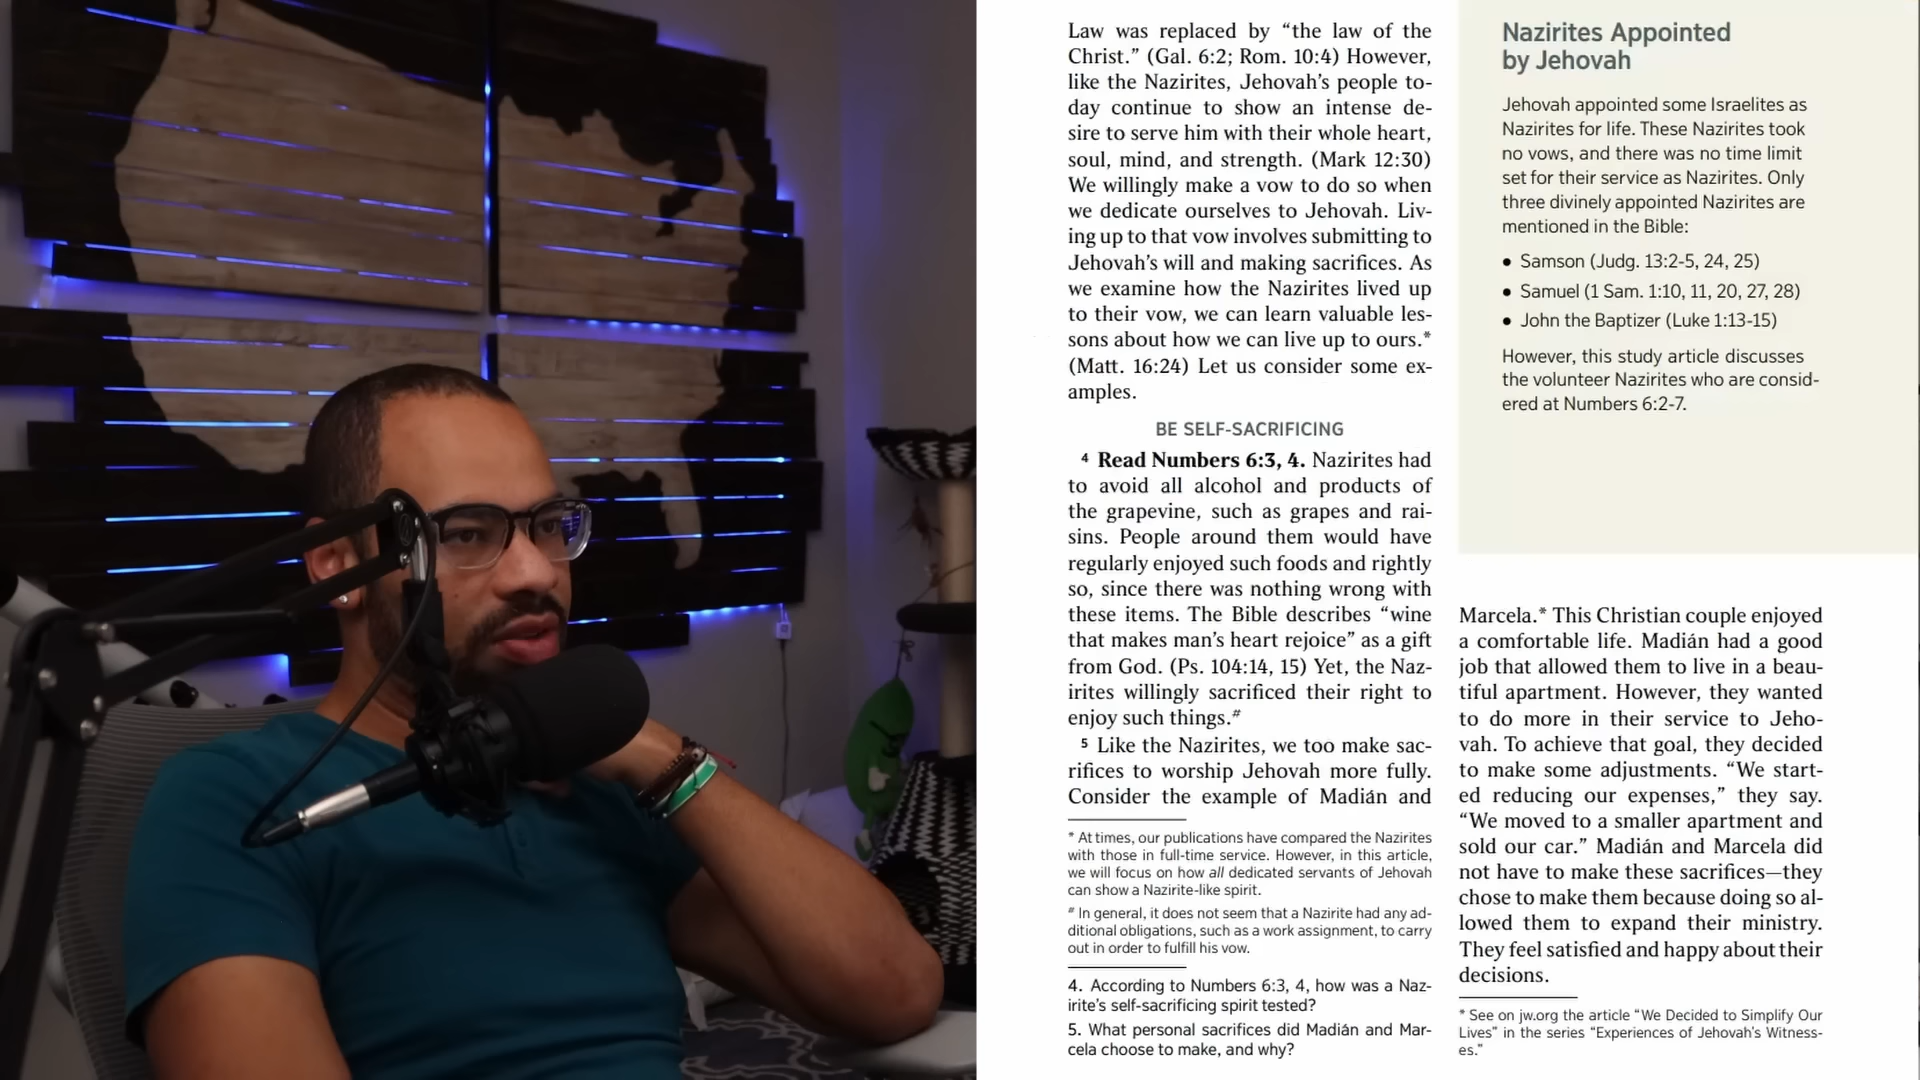 Law was replaced by “the law of the
Christ.” (Gal. 6:2; Rom. 10:4) However,
like the Nazirites, Jehovah’s people to-
day continue to show an intense de-
sire to serve him with their whole heart,
soul, mind, and strength. (Mark 12:30)
We willingly make a vow to do so when
we dedicate ourselves to Jehovah. Liv-
ing up to that vow involves submitting to
Jehovah’s will and making sacrifices. As
we examine how the Nazirites lived up
to their vow, we can learn valuable les-
sons about how we can live up to ours.*
(Matt. 16:24) Let us consider some ex-
amples.
BE SELF-SACRIFICING
4 Read Numbers 6:3, 4. Nazirites had
to avoid all alcohol and products of
the grapevine, such as grapes and rai-
sins. People around them would have
regularly enjoyed such foods and rightly
so, since there was nothing wrong with
these items. The Bible describes “wine
that makes man’s heart rejoice” as a gift
from God. (Ps. 104:14, 15) Yet, the Naz-
irites willingly sacrificed their right to
enjoy such things.#
5 Like the Nazirites, we too make sac-
rifices to worship Jehovah more fully.
Consider the example of Madián and
* At times, our publications have compared the Nazirites
with those in full-time service. However, in this article,
we will focus on how all dedicated servants of Jehovah
can show a Nazirite-like spirit.
# In general, it does not seem that a Nazirite had any ad-
ditional obligations, such as a work assignment, to carry
out in order to fulfill his vow.
4. According to Numbers 6:3, 4, how was a Naz-
irite’s self-sacrificing spirit tested?
5. What personal sacrifices did Madián and Mar-
cela choose to make, and why?
Nazirites Appointed
by Jehovah
Jehovah appointed some Israelites as
Nazirites for life. These Nazirites took
no vows, and there was no time limit
set for their service as Nazirites. Only
three divinely appointed Nazirites are
mentioned in the Bible:
• Samson (Judg. 13:2-5, 24, 25)
• Samuel (1 Sam. 1:10, 11, 20, 27, 28)
• John the Baptizer (Luke 1:13-15)
However, this study article discusses
the volunteer Nazirites who are consid-
ered at Numbers 6:2-7.
Marcela.* This Christian couple enjoyed
a comfortable life. Madián had a good
job that allowed them to live in a beau-
tiful apartment. However, they wanted
to do more in their service to Jeho-
vah. To achieve that goal, they decided
to make some adjustments. “We start-
ed reducing our expenses,” they say.
“We moved to a smaller apartment and
sold our car.” Madián and Marcela did
not have to make these sacrifices—they
chose to make them because doing so al-
lowed them to expand their ministry.
They feel satisfied and happy about their
decisions.
* See on jw.org the article “We Decided to Simplify Our
Lives” in the series “Experiences of Jehovah’s Witness-
es.”